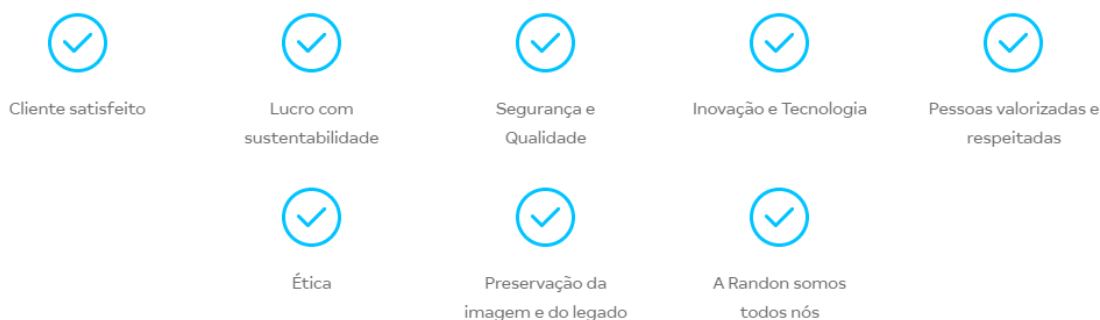 Cliente satisfeito
Lucro com
sustentabilidade
Segurança e
Qualidade
Inovação e Tecnologia
Pessoas valorizadas e
respeitadas
Ética
Preservação da
imagem e do legado
A Randon somos
todos nós